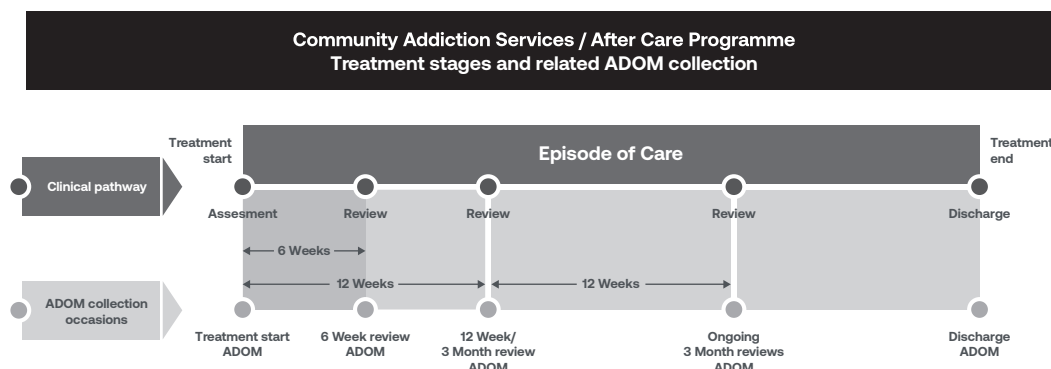 Community Addiction Services / After Care Programme
Treatment stages and related ADOM collection
Treatment
start
Episode of Care
Treatment
end
Clinical pathway
Assesment
Review
Review
Review
Discharge
6 Weeks
12 Weeks
12 Weeks
ADOM collection
occasions
Treatment start
ADOM
6 Week review
ADOM
12 Week/
3 Month review
ADOM
Ongoing
3 Month reviews
ADOM
Discharge
ADOM